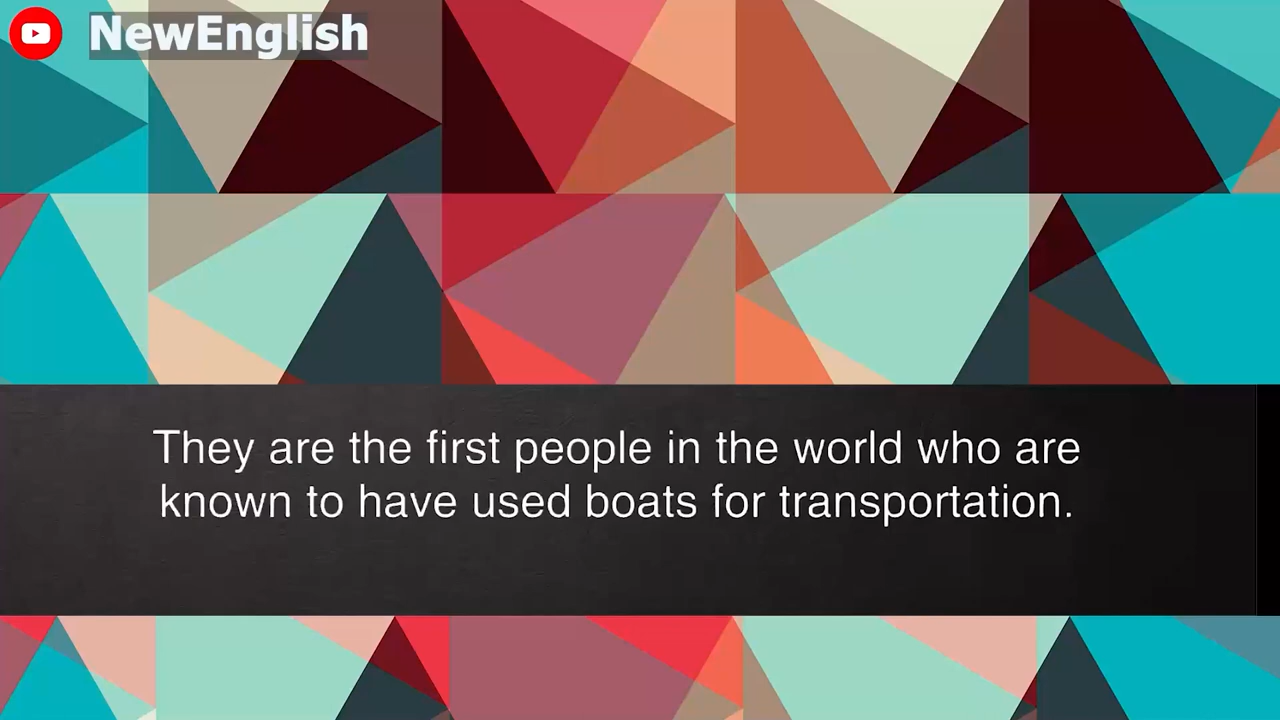 NewEnglish
They are the first people in the world who are
known to have used boats for transportation.